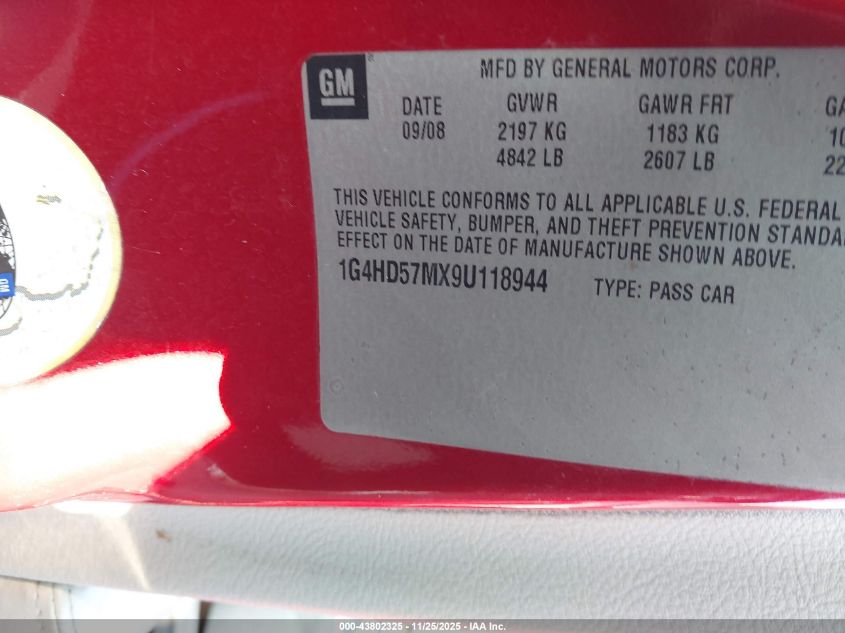 GM
MFD BY GENERAL MOTORS CORP.
DATE GVWR GAWR FRT
09/08 2197 KG 1183 KG
4842 LB 2607 LB
THIS VEHICLE CONFORMS TO ALL APPLICABLE U.S. FEDERAL
VEHICLE SAFETY, BUMPER, AND THEFT PREVENTION
EFFECT ON THE DATE OF MANUFACTURE SHOWN ABOVE.
1G4HD57MX9U118944 TYPE: PASS CAR
GM
000-43802325 | 11/25/2025 - IAA Inc.